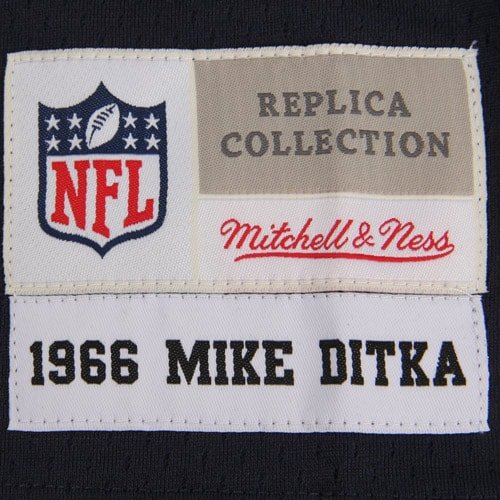 NFL
REPLICA
COLLECTION
Mitchell & Ness
1966 MIKE DITKA